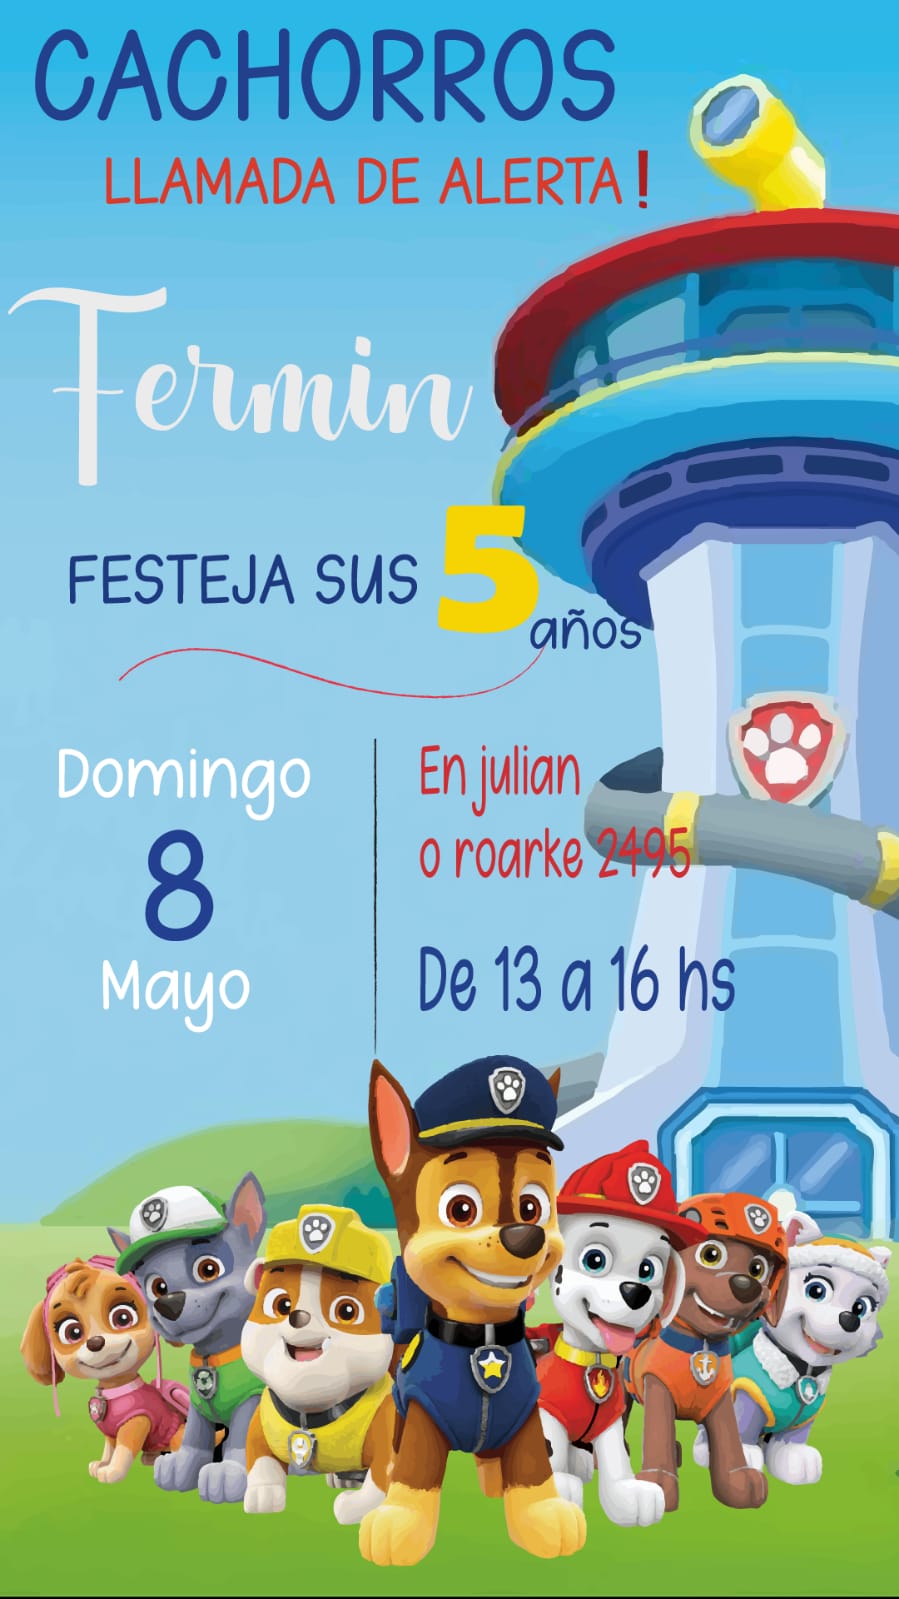 CACHORROS
LLAMADA DE ALERTA!
Fermin
FESTEJA SUS 5
años
Domingo
8
Mayo
En julian
o roarke 2495
De 13 a 16 hs